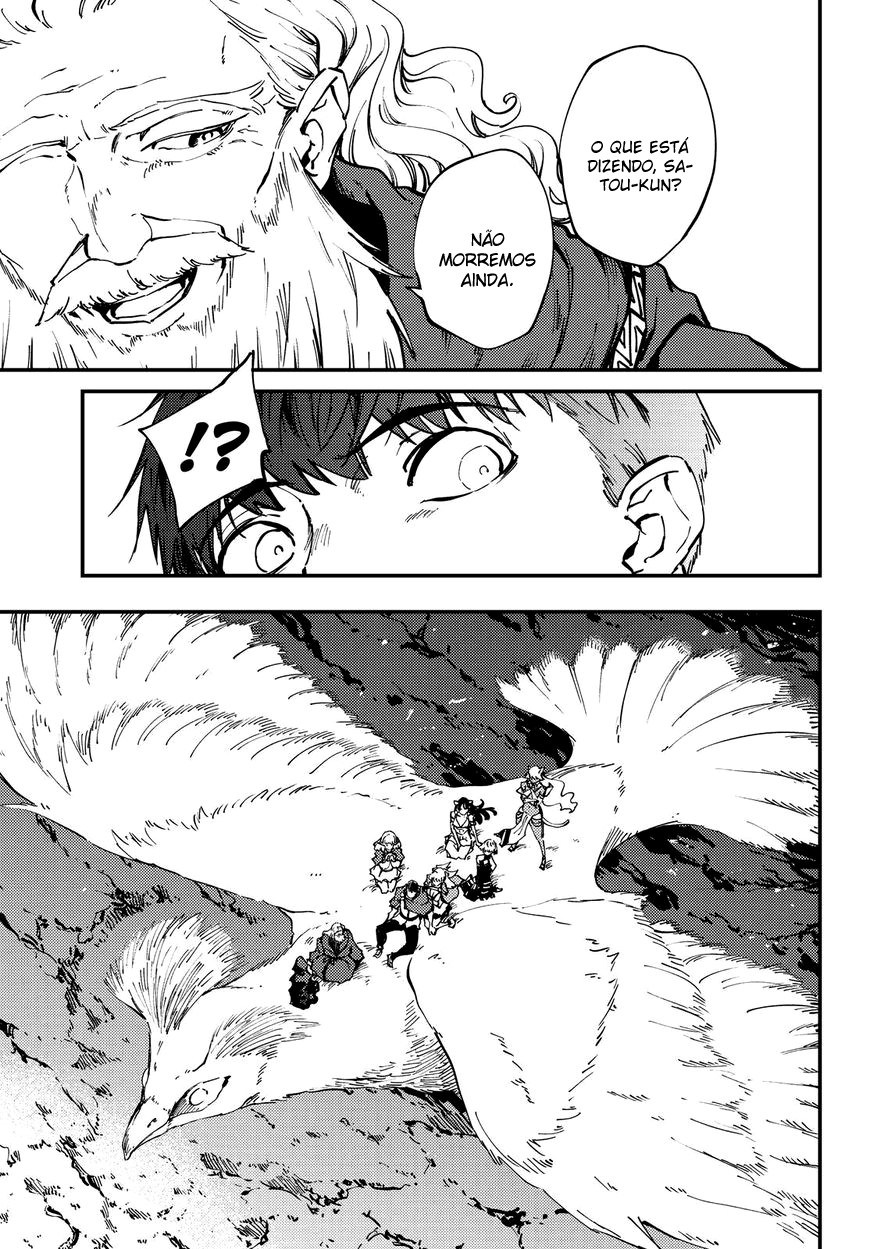 O QUE ESTÁ
DIZENDO, SA-
TOU-KUN?
NÃO
MORREMOS
AINDA.
!?